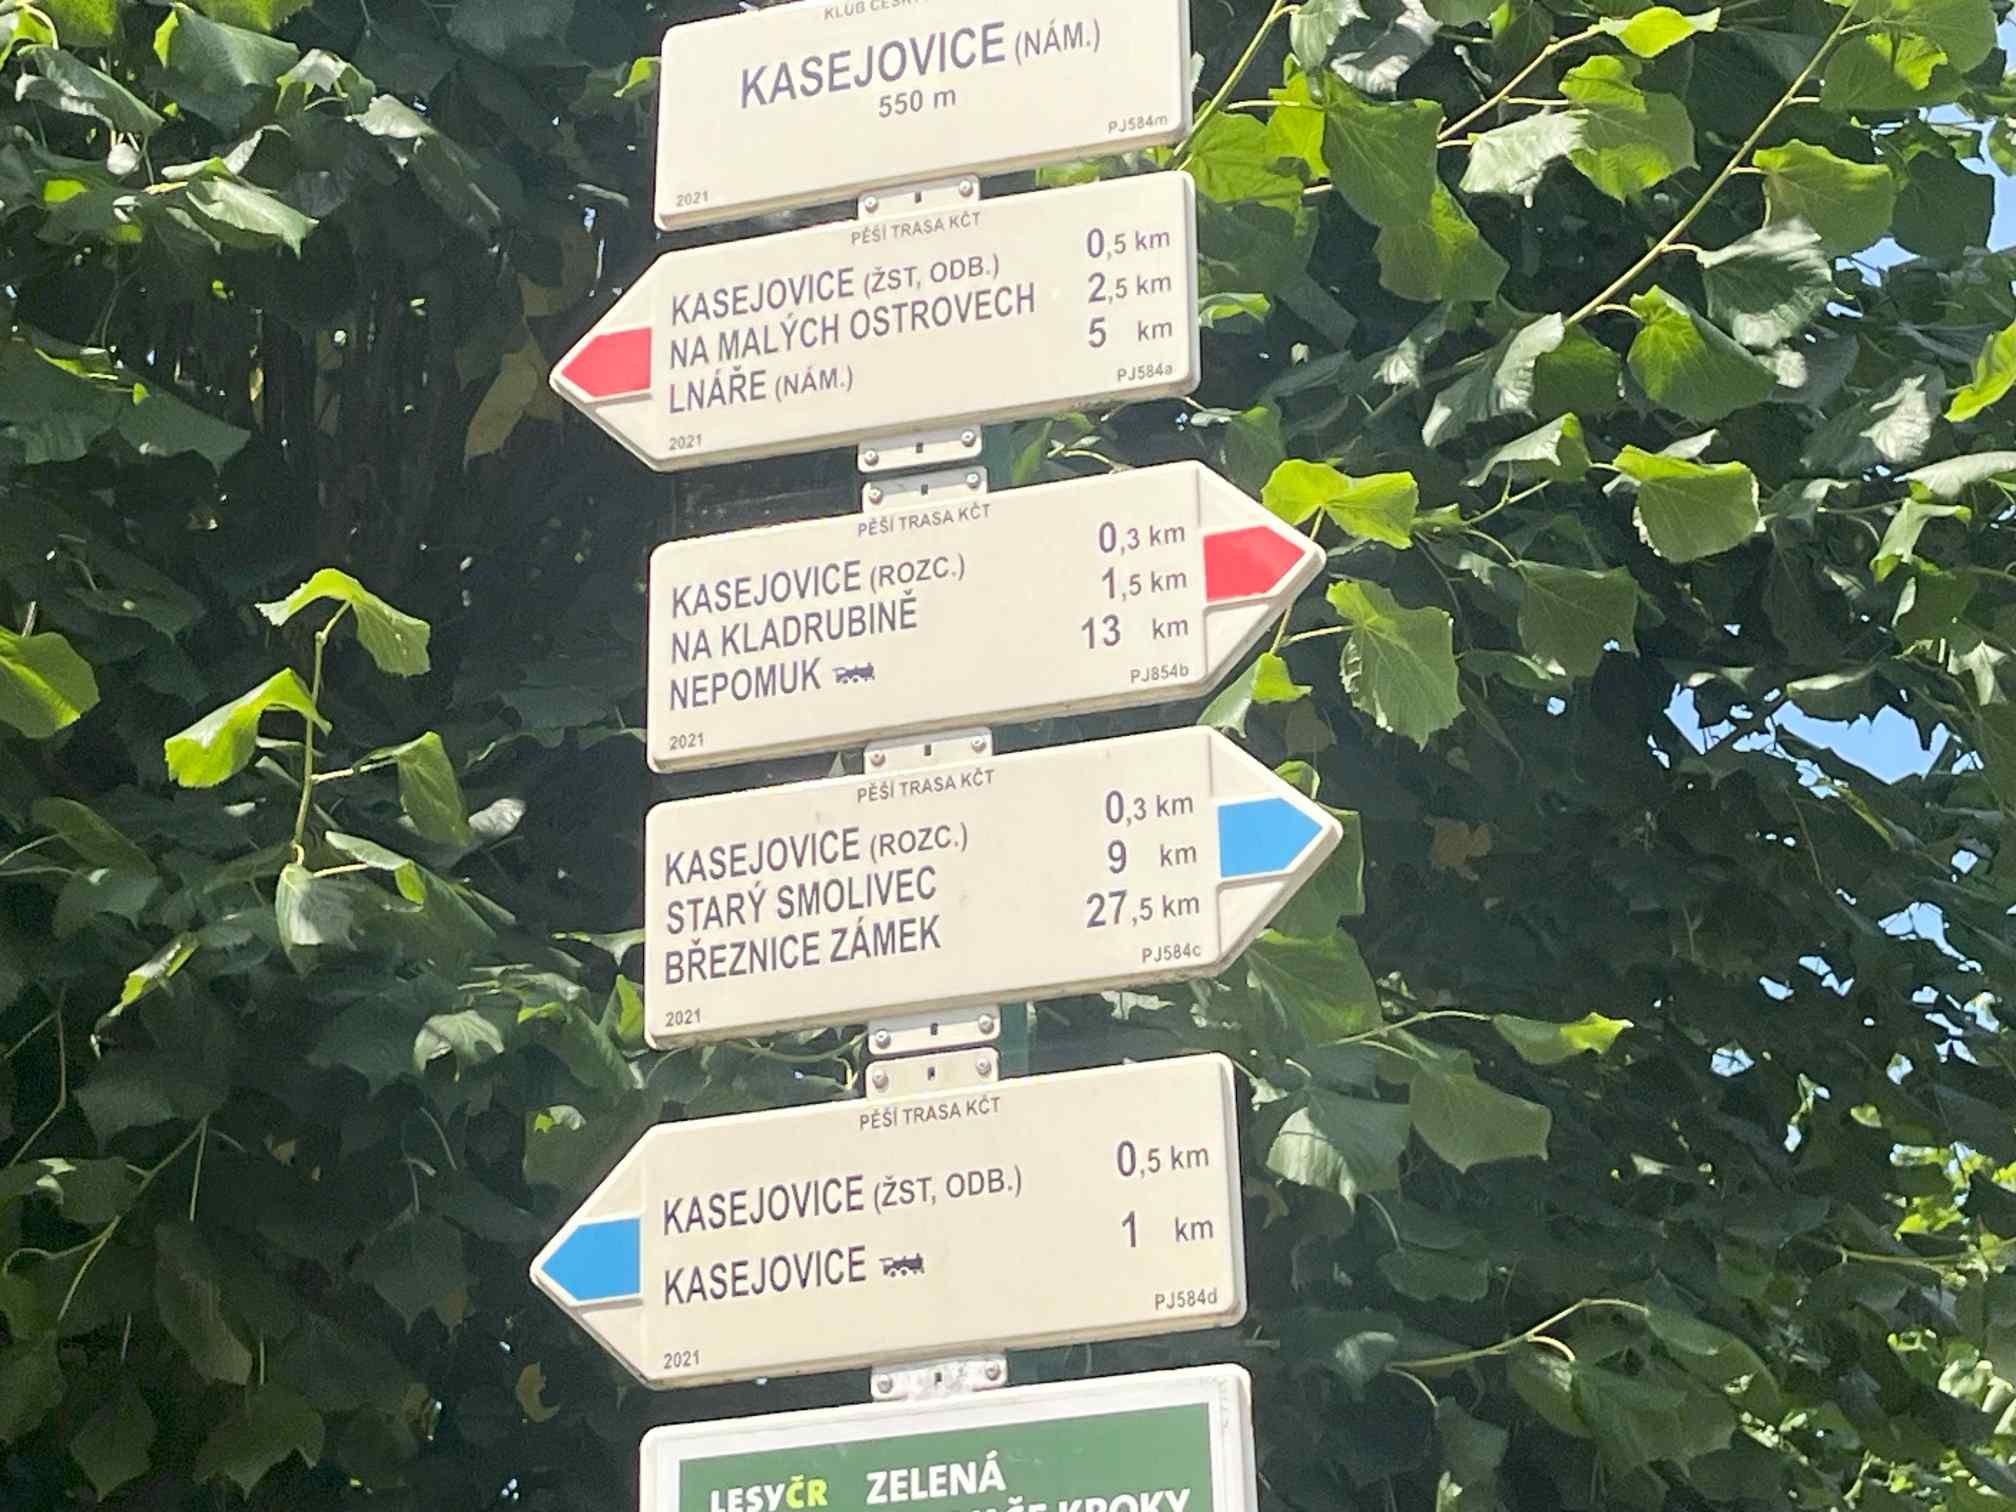 KLUB ČESK
KASEJOVICE (NÁM.)
550 m
PJ584m
2021
PĚŠÍ TRASA KČT
KASEJOVICE (ŽST, ODB.) 0,5 km
NA MALÝCH OSTROVECH 2,5 km
LNÁŘE (NÁM.) 5 km
PJ584a
2021
PĚŠÍ TRASA KČT
KASEJOVICE (ROZC.) 0,3 km
NA KLADRUBINĚ 1,5 km
NEPOMUK 13 km
PJ854b
2021
PĚŠÍ TRASA KČT
KASEJOVICE (ROZC.) 0,3 km
STARÝ SMOLIVEC 9 km
BŘEZNICE ZÁMEK 27,5 km
PJ584c
2021
PĚŠÍ TRASA KČT
KASEJOVICE (ŽST, ODB.) 0,5 km
KASEJOVICE 1 km
PJ584d
2021
LESYČR ZELENÁ
KROKY